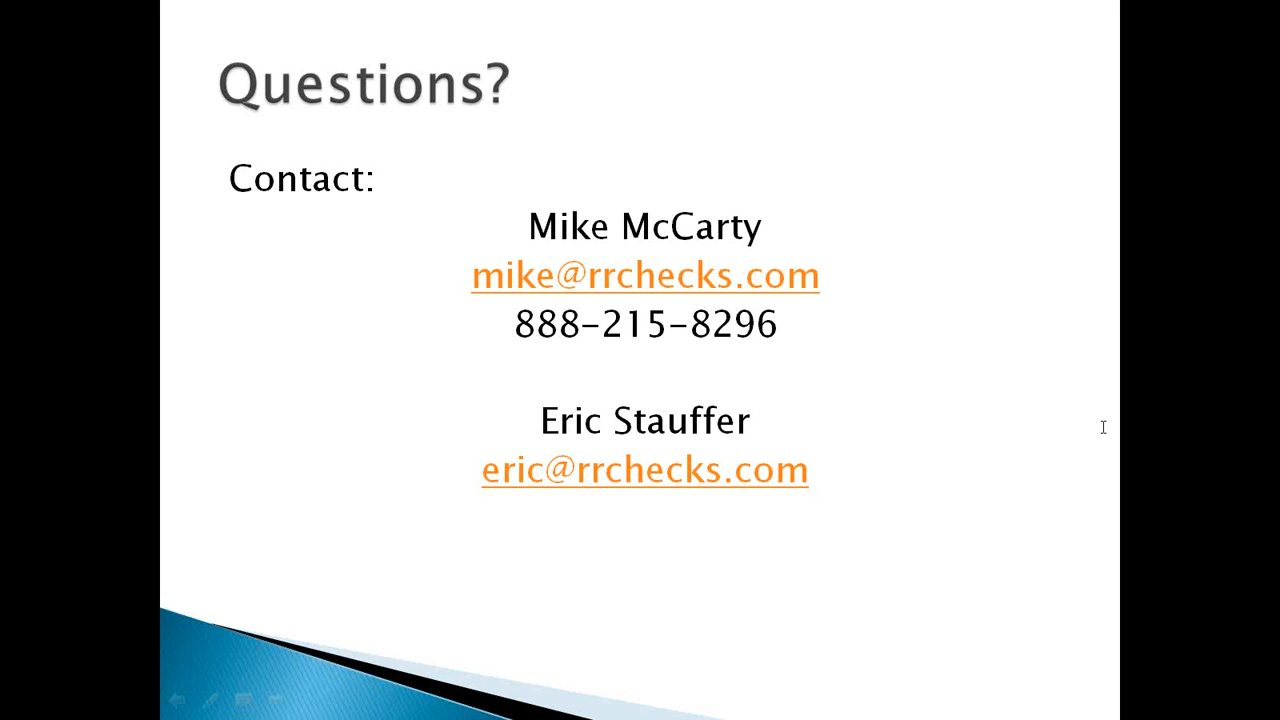 Questions?
Contact:
Mike McCarty
mike@rrchecks.com
888-215-8296
Eric Stauffer
eric@rrchecks.com